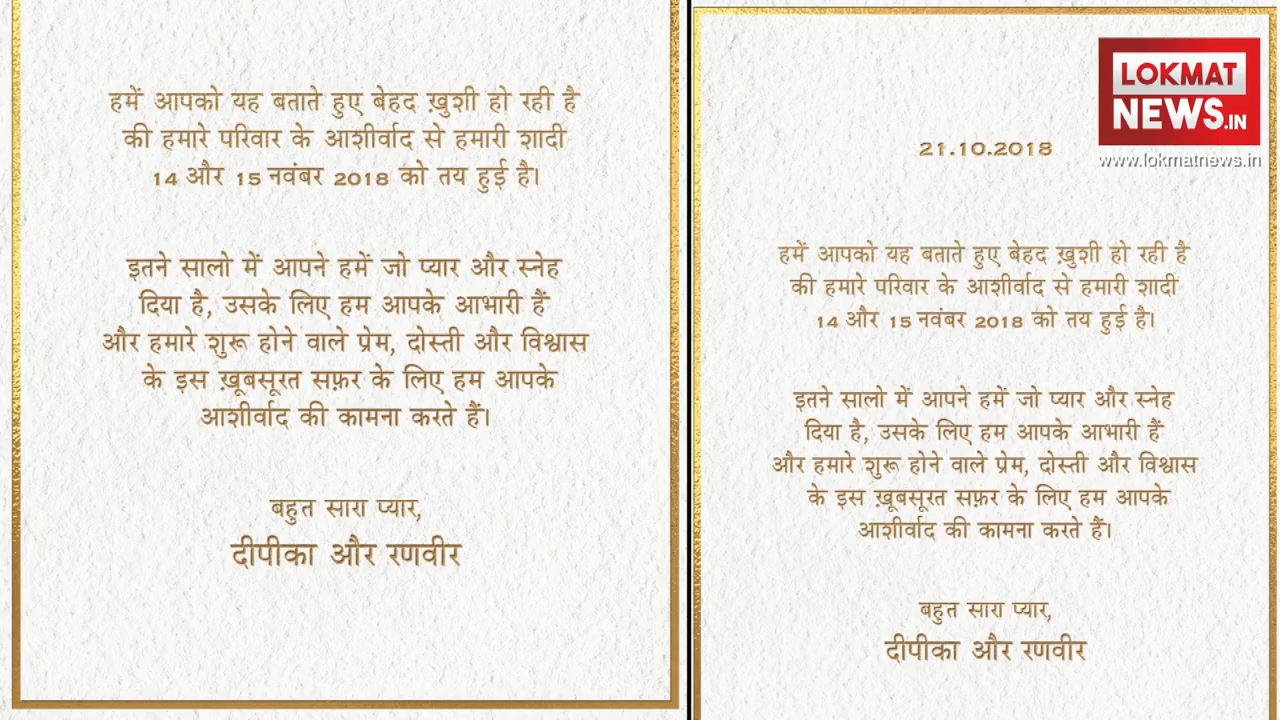 हमें आपको यह बताते हुए बेहद ख़ुशी हो रही है
की हमारे परिवार के आशीर्वाद से हमारी शादी
14 और 15 नवंबर 2018 को तय हुई है।
इतने सालो में आपने हमें जो प्यार और स्नेह
दिया है, उसके लिए हम आपके आभारी हैं
और हमारे शुरू होने वाले प्रेम, दोस्ती और विश्वास
के इस ख़ूबसूरत सफ़र के लिए हम आपके
आशीर्वाद की कामना करते हैं।
बहुत सारा प्यार,
दीपीका और रणवीर
LOKMAT
NEWS.IN
www.lokmatnews.in
21.10.2018
हमें आपको यह बताते हुए बेहद ख़ुशी हो रही है
की हमारे परिवार के आशीर्वाद से हमारी शादी
14 और 15 नवंबर 2018 को तय हुई है।
इतने सालो में आपने हमें जो प्यार और स्नेह
दिया है, उसके लिए हम आपके आभारी हैं
और हमारे शुरू होने वाले प्रेम, दोस्ती और विश्वास
के इस ख़ूबसूरत सफ़र के लिए हम आपके
आशीर्वाद की कामना करते हैं।
बहुत सारा प्यार,
दीपीका और रणवीर